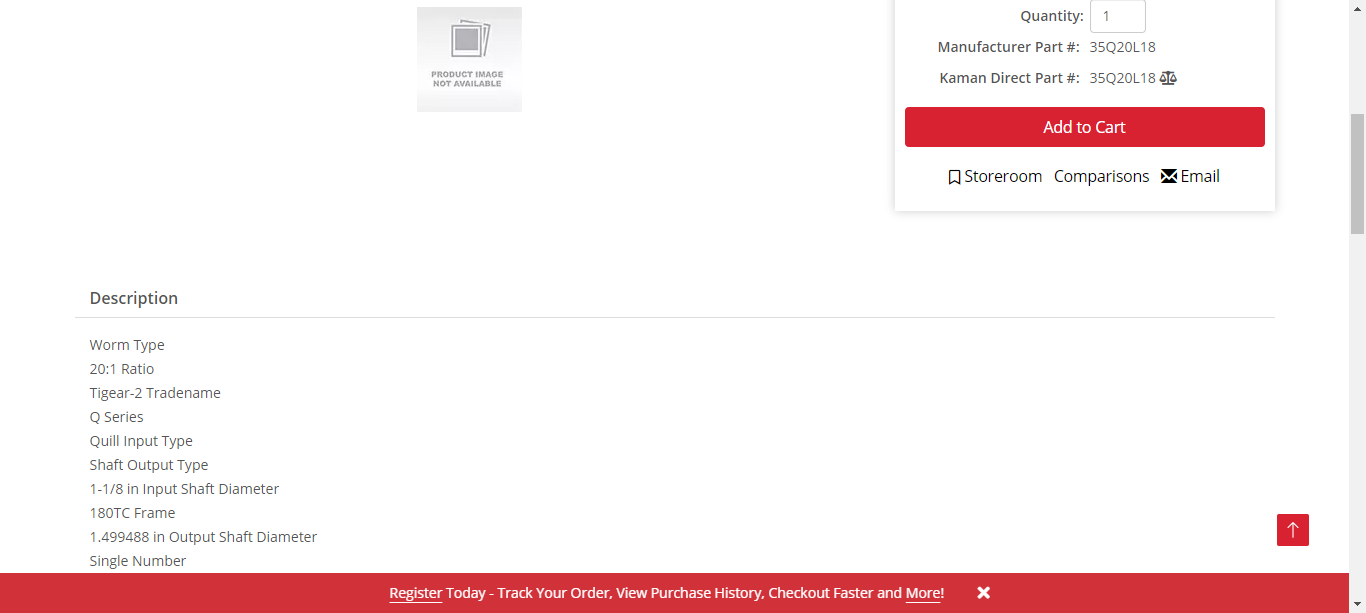 PRODUCT IMAGE
NOT AVAILABLE
Quantity: 1
Manufacturer Part #: 35Q20L18
Kaman Direct Part #: 35Q20L18
Add to Cart
Storeroom Comparisons Email
Description
Worm Type
20:1 Ratio
Tigear-2 Tradename
Q Series
Quill Input Type
Shaft Output Type
1-1/8 in Input Shaft Diameter
180TC Frame
1.499488 in Output Shaft Diameter
Single Number
Register Today - Track Your Order, View Purchase History, Checkout Faster and More!